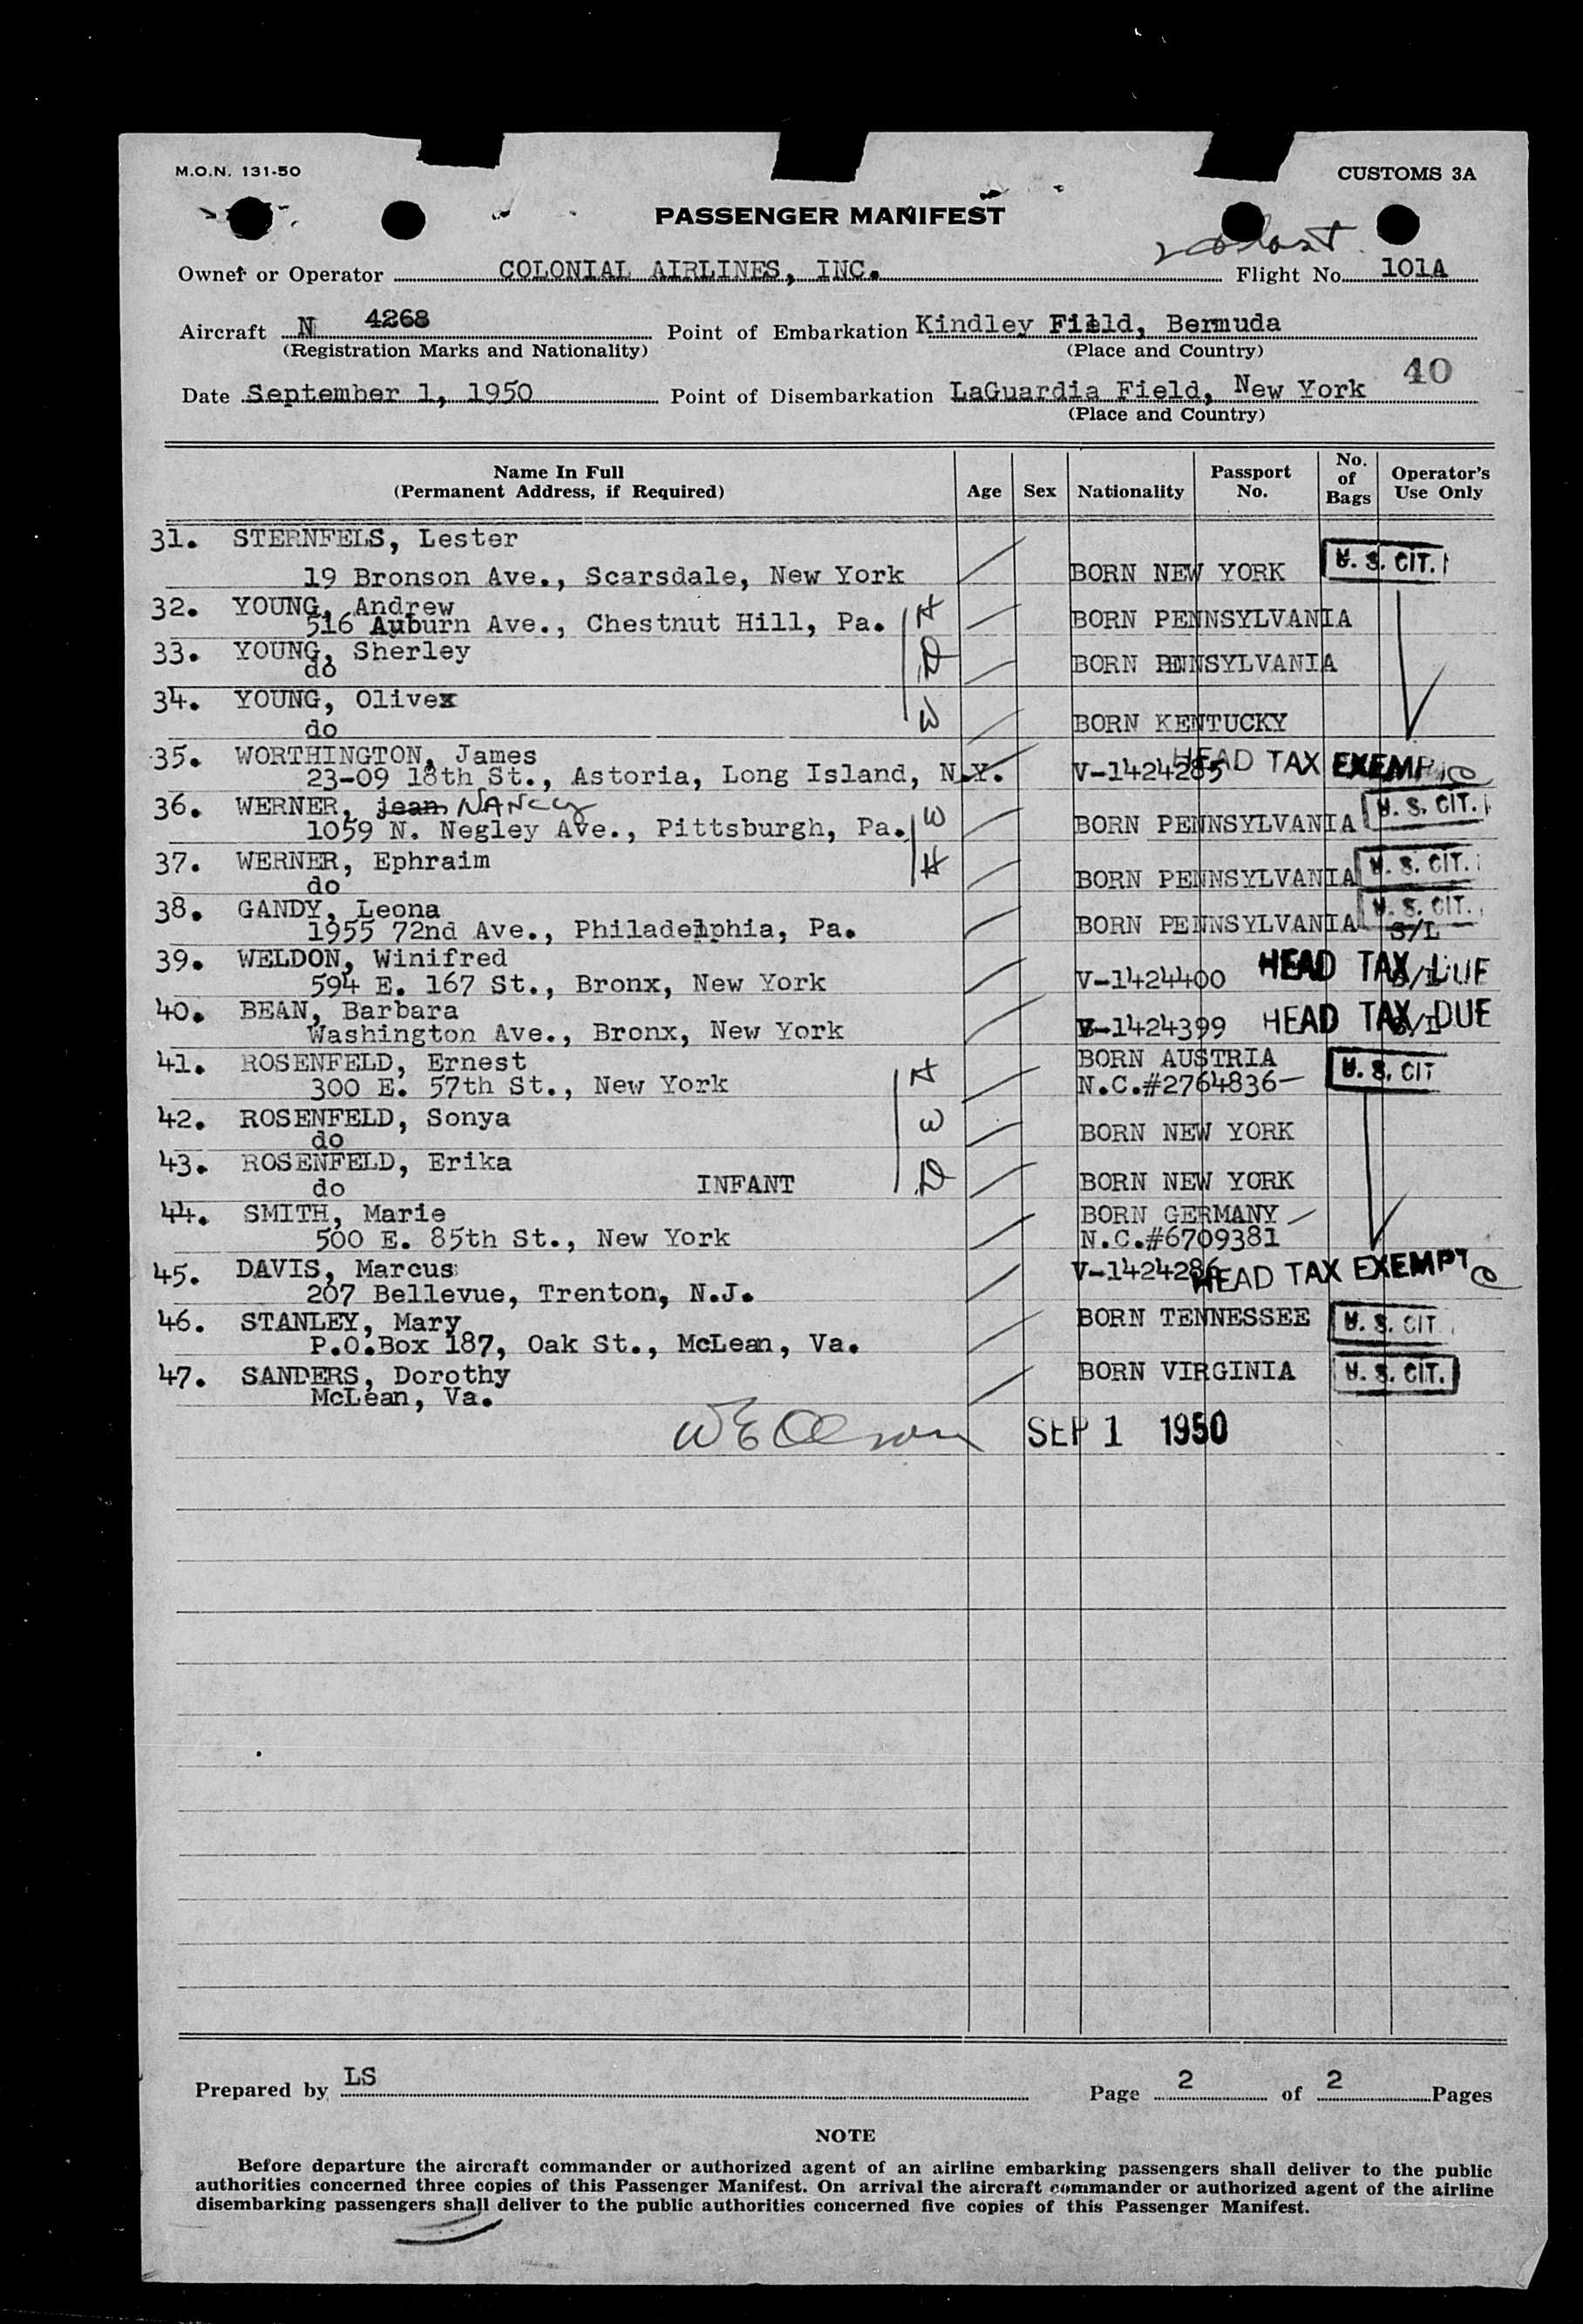 M.O.N. 131-50
CUSTOMS 3A
PASSENGER MANIFEST
Owner or Operator COLONIAL AIRLINES, INC. Flight No. 101A
Aircraft N 4268 Point of Embarkation Kindley Field, Bermuda
(Registration Marks and Nationality) (Place and Country)
40
Date September 1, 1950 Point of Disembarkation LaGuardia Field, New York
(Place and Country)
Name In Full (Permanent Address, if Required) Age Sex Nationality Passport No. No. of Bags Operator's Use Only
31. STERNFELS, Lester
19 Bronson Ave., Scarsdale, New York BORN NEW YORK U. S. CIT.
32. YOUNG, Andrew
516 Auburn Ave., Chestnut Hill, Pa. H BORN PENNSYLVANIA
33. YOUNG, Sherley
do D BORN PENNSYLVANIA
34. YOUNG, Olivex
do W BORN KENTUCKY
35. WORTHINGTON, James
23-09 18th St., Astoria, Long Island, N.Y. V-1424285 HEAD TAX EXEMPT
36. WERNER, jean NANCY
1059 N. Negley Ave., Pittsburgh, Pa. W BORN PENNSYLVANIA U. S. CIT.
37. WERNER, Ephraim
do H BORN PENNSYLVANIA U. S. CIT.
38. GANDY, Leona
1955 72nd Ave., Philadelphia, Pa. BORN PENNSYLVANIA U. S. CIT. S/L
39. WELDON, Winifred
594 E. 167 St., Bronx, New York V-1424400 HEAD TAX DUE S/L
40. BEAN, Barbara
Washington Ave., Bronx, New York V-1424399 HEAD TAX DUE S/L
41. ROSENFELD, Ernest BORN AUSTRIA
300 E. 57th St., New York H N.C.#2764836 U. S. CIT
42. ROSENFELD, Sonya
do W BORN NEW YORK
43. ROSENFELD, Erika
do INFANT D BORN NEW YORK
44. SMITH, Marie BORN GERMANY
500 E. 85th St., New York N.C.#6709381
45. DAVIS, Marcus V-1424286 HEAD TAX EXEMPT
207 Bellevue, Trenton, N.J.
46. STANLEY, Mary BORN TENNESSEE U. S. CIT
P.O.Box 187, Oak St., McLean, Va.
47. SANDERS, Dorothy BORN VIRGINIA U. S. CIT.
McLean, Va.
SEP 1 1950
Prepared by LS Page 2 of 2 Pages
NOTE
Before departure the aircraft commander or authorized agent of an airline embarking passengers shall deliver to the public
authorities concerned three copies of this Passenger Manifest. On arrival the aircraft commander or authorized agent of the airline
disembarking passengers shall deliver to the public authorities concerned five copies of this Passenger Manifest.